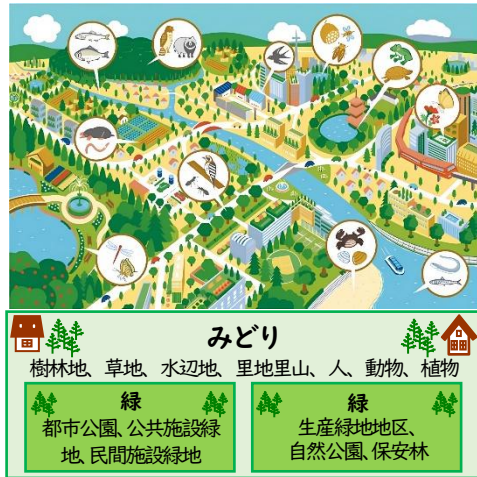 みどり
樹林地、草地、水辺地、里地里山、人、動物、植物
緑
都市公園、公共施設緑
地、民間施設緑地
緑
生産緑地地区、
自然公園、保安林